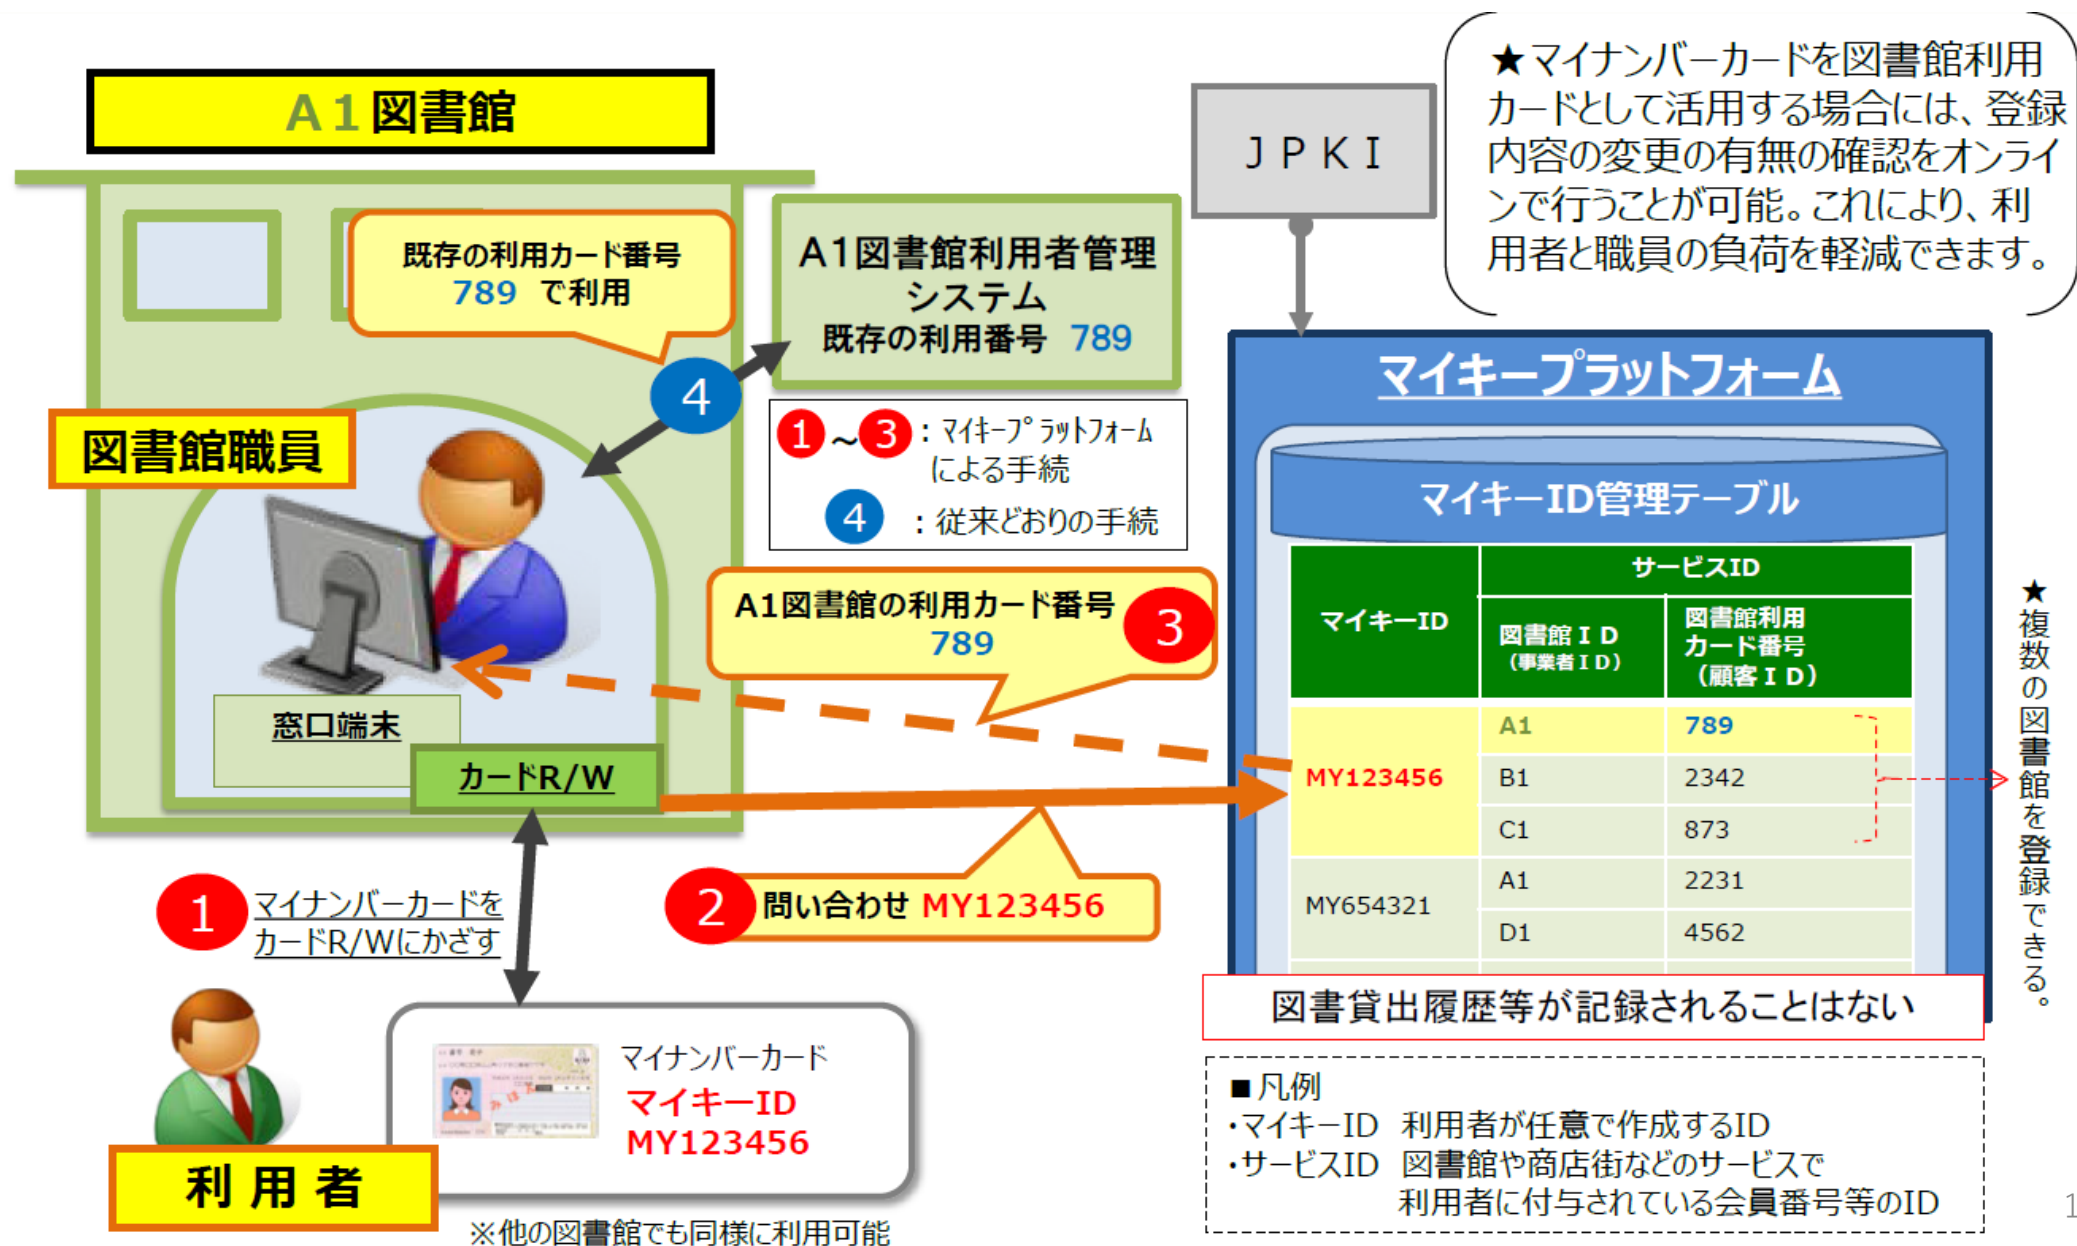 A1図書館
★マイナンバーカードを図書館利用
カードとして活用する場合には、登録
内容の変更の有無の確認をオンライ
ンで行うことが可能。これにより、利
用者と職員の負荷を軽減できます。
JPKI
既存の利用カード番号
789 で利用
A1図書館利用者管理
システム
既存の利用番号 789
4
図書館職員
1~3：ﾏｲｷｰﾌﾟﾗｯﾄﾌｫｰﾑ
による手続
4：従来どおりの手続
A1図書館の利用カード番号
789
3
窓口端末
カードR/W
1
マイナンバーカードを
カードR/Wにかざす
2
問い合わせ MY123456
利用者
マイナンバーカード
マイキーID
MY123456
※他の図書館でも同様に利用可能
マイキープラットフォーム
マイキーID管理テーブル
マイキーID
サービスID
図書館ID
（事業者ID）
図書館利用
カード番号
（顧客ID）
MY123456
A1 789
B1 2342
C1 873
MY654321
A1 2231
D1 4562
★複数の図書館を登録できる。
図書貸出履歴等が記録されることはない
■凡例
・マイキーID 利用者が任意で作成するID
・サービスID 図書館や商店街などのサービスで
利用者に付与されている会員番号等のID
1